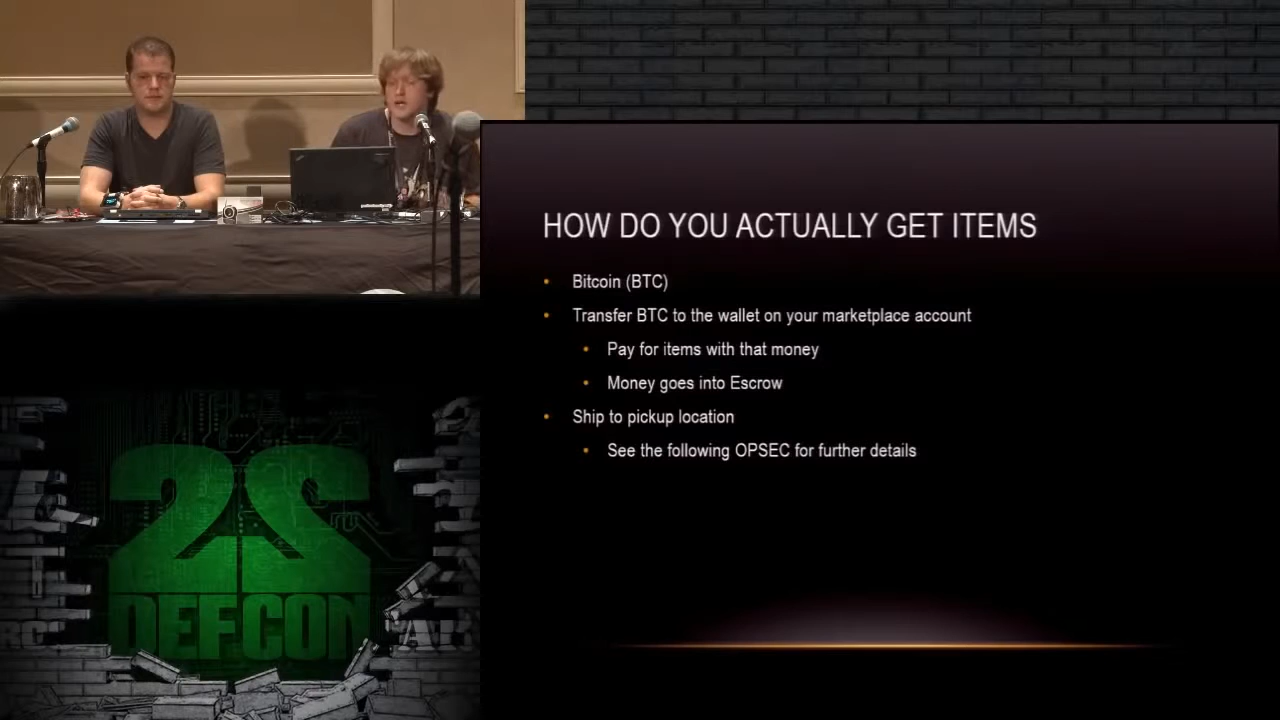 HOW DO YOU ACTUALLY GET ITEMS
• Bitcoin (BTC)
• Transfer BTC to the wallet on your marketplace account
• Pay for items with that money
• Money goes into Escrow
• Ship to pickup location
• See the following OPSEC for further details
22
DEFCON